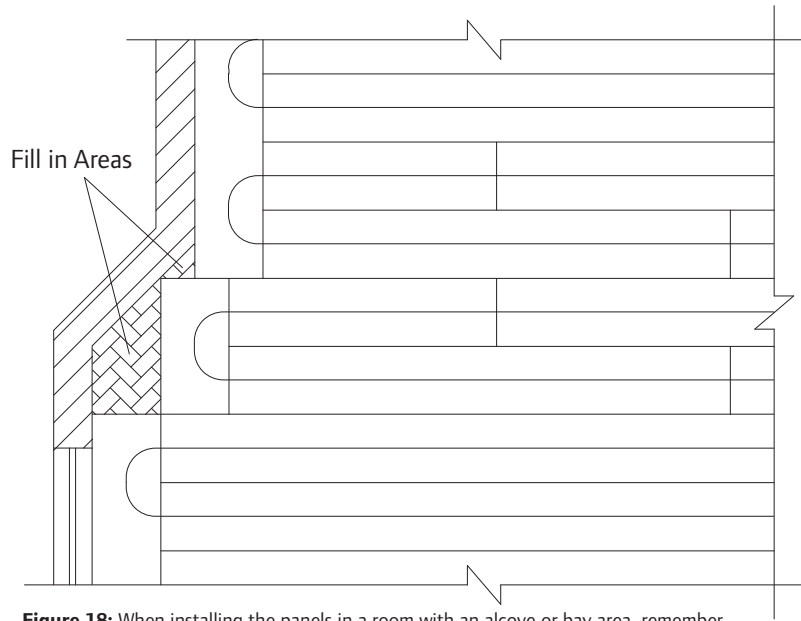 Fill in Areas
Figure 18: When installing the panels in a room with an alcove or bay area, remember